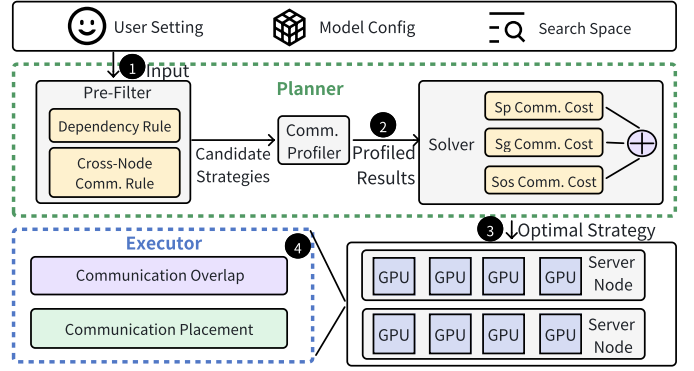 User Setting
Model Config
Search Space
1
Input
Planner
Pre-Filter
Dependency Rule
Cross-Node
Comm. Rule
Candidate
Strategies
Comm.
Profiler
2
Profiled
Results
Solver
Sp Comm. Cost
Sg Comm. Cost
Sos Comm. Cost
3
Optimal Strategy
Executor
4
Communication Overlap
Communication Placement
GPU GPU GPU GPU
Server
Node
GPU GPU GPU GPU
Server
Node